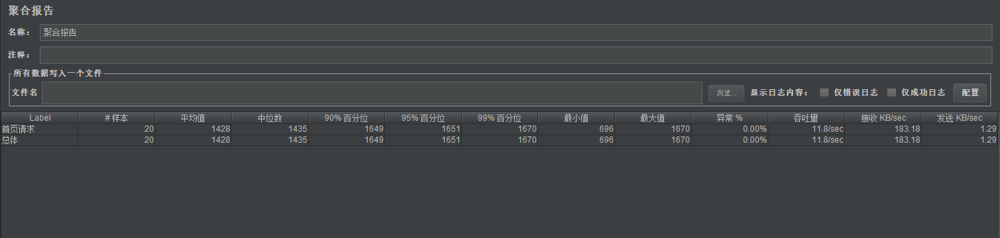 聚合报告
名称： 聚合报告
注释：
所有数据写入一个文件
文件名 浏览... 显示日志内容： 仅错误日志 仅成功日志 配置
Label # 样本 平均值 中位数 90% 百分位 95% 百分位 99% 百分位 最小值 最大值 异常 % 吞吐量 接收 KB/sec 发送 KB/sec
首页请求 20 1428 1435 1649 1651 1670 696 1670 0.00% 11.8/sec 183.18 1.29
总体 20 1428 1435 1649 1651 1670 696 1670 0.00% 11.8/sec 183.18 1.29